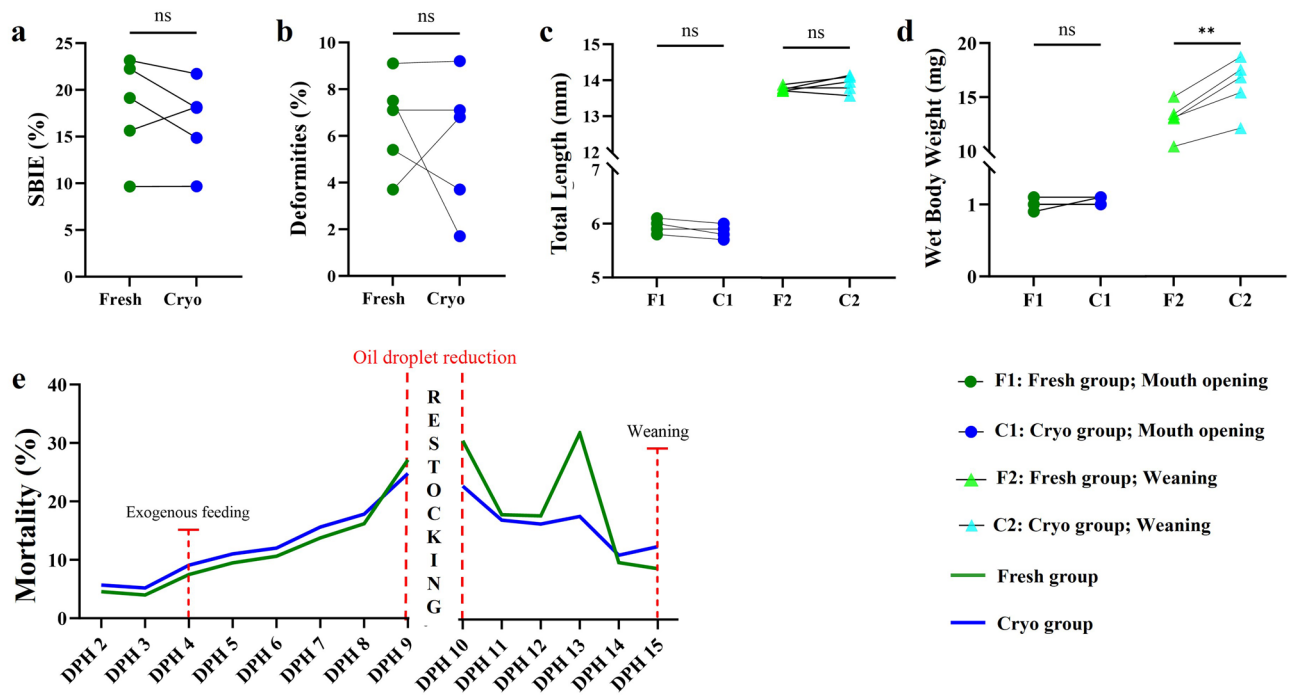 a
ns
SBIE (%)
25
20
15
10
5
0
Fresh
Cryo
b
ns
Deformities (%)
10
8
6
4
2
0
Fresh
Cryo
c
ns
ns
Total Length (mm)
15
14
13
12
7
6
5
F1
C1
F2
C2
d
ns
**
Wet Body Weight (mg)
20
15
10
1
0
F1
C1
F2
C2
e
Oil droplet reduction
Mortality (%)
40
30
20
10
0
Exogenous feeding
RESTOCKING
Weaning
DPH 2
DPH 3
DPH 4
DPH 5
DPH 6
DPH 7
DPH 8
DPH 9
DPH 10
DPH 11
DPH 12
DPH 13
DPH 14
DPH 15
F1: Fresh group; Mouth opening
C1: Cryo group; Mouth opening
F2: Fresh group; Weaning
C2: Cryo group; Weaning
Fresh group
Cryo group